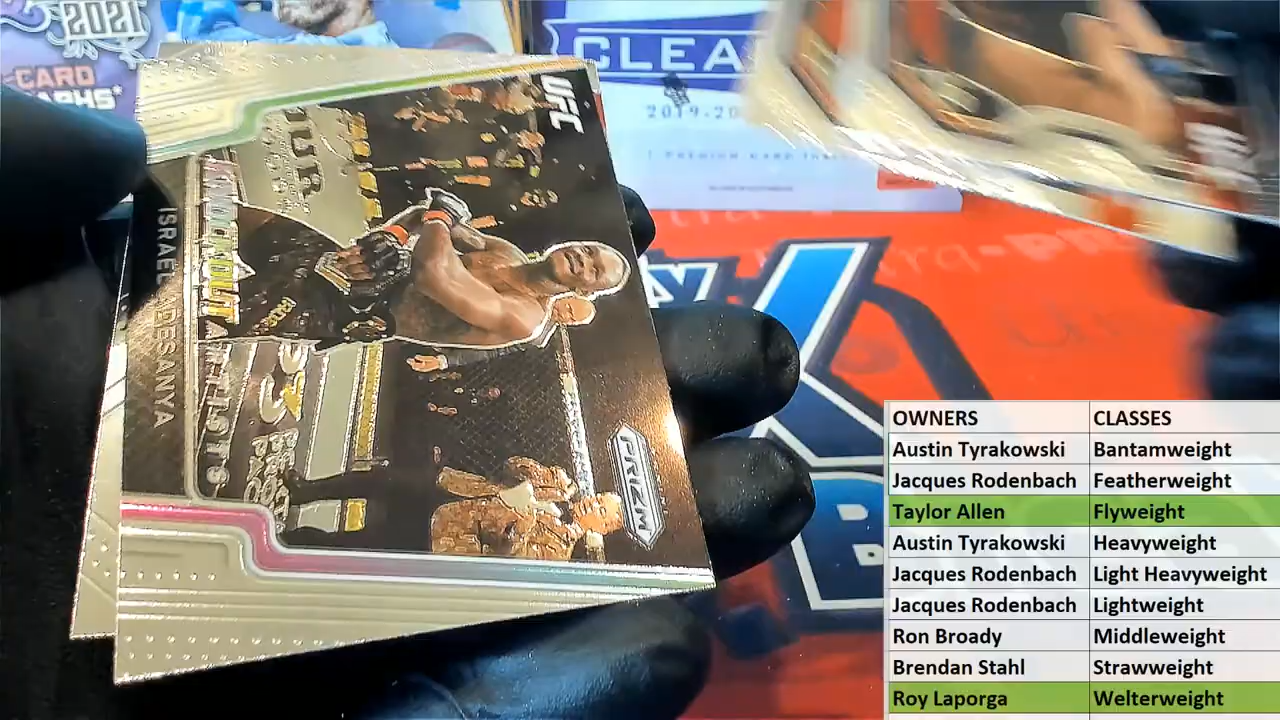 2021
CARD
CLEA
2019-20
UFC
KNOCKOUT
ARTISTS
ISRAEL ADESANYA
PRIZM
OWNERS CLASSES
Austin Tyrakowski Bantamweight
Jacques Rodenbach Featherweight
Taylor Allen Flyweight
Austin Tyrakowski Heavyweight
Jacques Rodenbach Light Heavyweight
Jacques Rodenbach Lightweight
Ron Broady Middleweight
Brendan Stahl Strawweight
Roy Laporga Welterweight